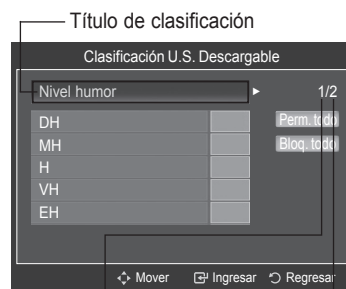 Título de clasificación
Clasificación U.S. Descargable
Nivel humor ► 1/2
DH Perm. todo
MH Bloq. todo
H
VH
EH
Mover Ingresar Regresar